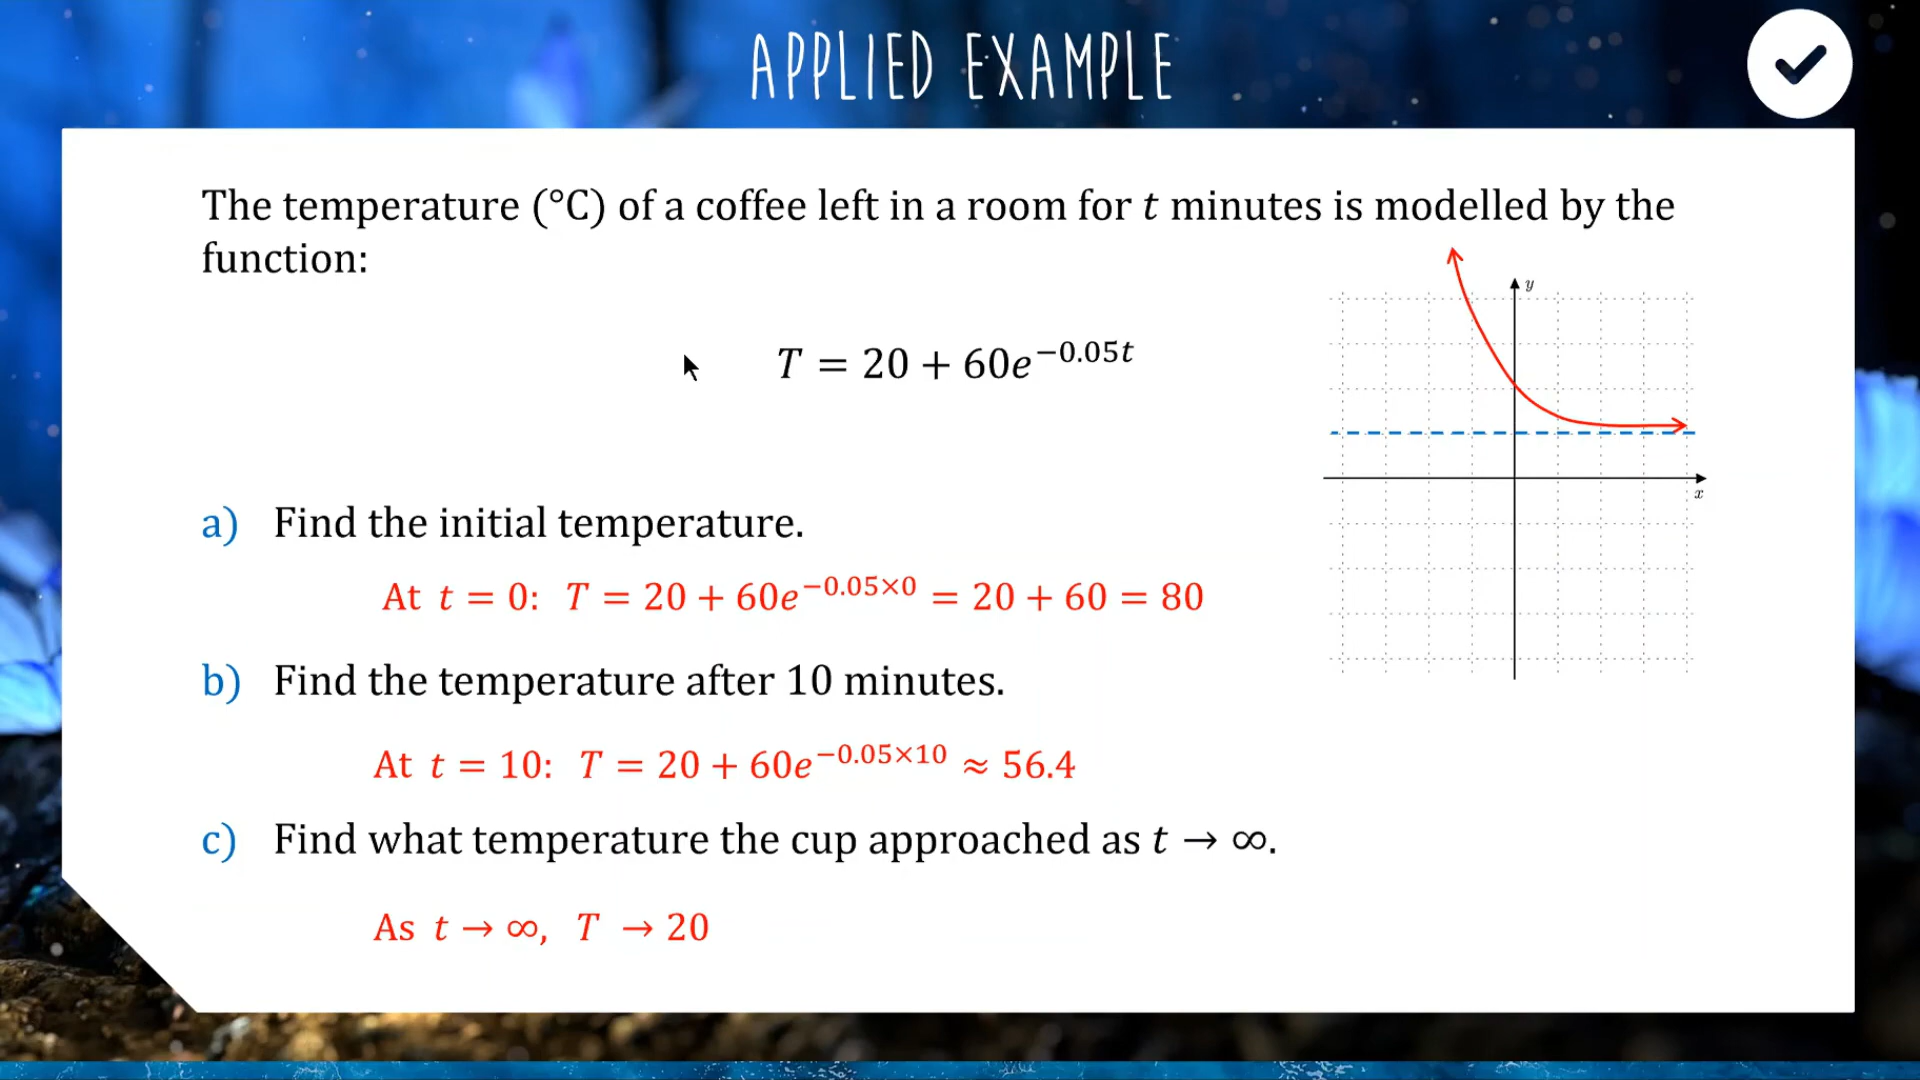 APPLIED EXAMPLE
The temperature (°C) of a coffee left in a room for t minutes is modelled by the
function:
y
T = 20 + 60e^{−0.05t}
x
a) Find the initial temperature.
At t = 0: T = 20 + 60e^{−0.05×0} = 20 + 60 = 80
b) Find the temperature after 10 minutes.
At t = 10: T = 20 + 60e^{−0.05×10} ≈ 56.4
c) Find what temperature the cup approached as t → ∞.
As t → ∞, T → 20